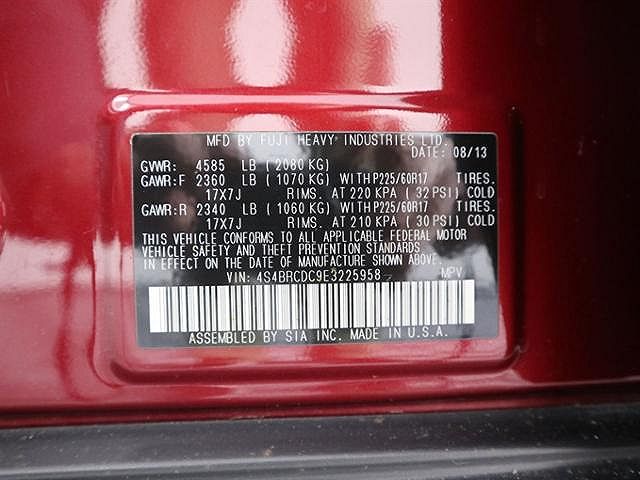 MFD BY FUJI HEAVY INDUSTRIES LTD.
DATE: 08/13
GVWR: 4585 LB (2080 KG)
GAWR:F 2360 LB (1070 KG) WITH P225/60R17 TIRES.
17X7J RIMS. AT 220 KPA (32 PSI) COLD
GAWR:R 2340 LB (1060 KG) WITH P225/60R17 TIRES.
17X7J RIMS. AT 210 KPA (30 PSI) COLD
THIS VEHICLE CONFORMS TO ALL APPLICABLE FEDERAL MOTOR
VEHICLE SAFETY AND THEFT PREVENTION STANDARDS
IN EFFECT ON THE DATE OF MANUFACTURE SHOWN ABOVE.
VIN: 4S4BRCDC9E3225958 MPV
ASSEMBLED BY SIA INC. MADE IN U.S.A.